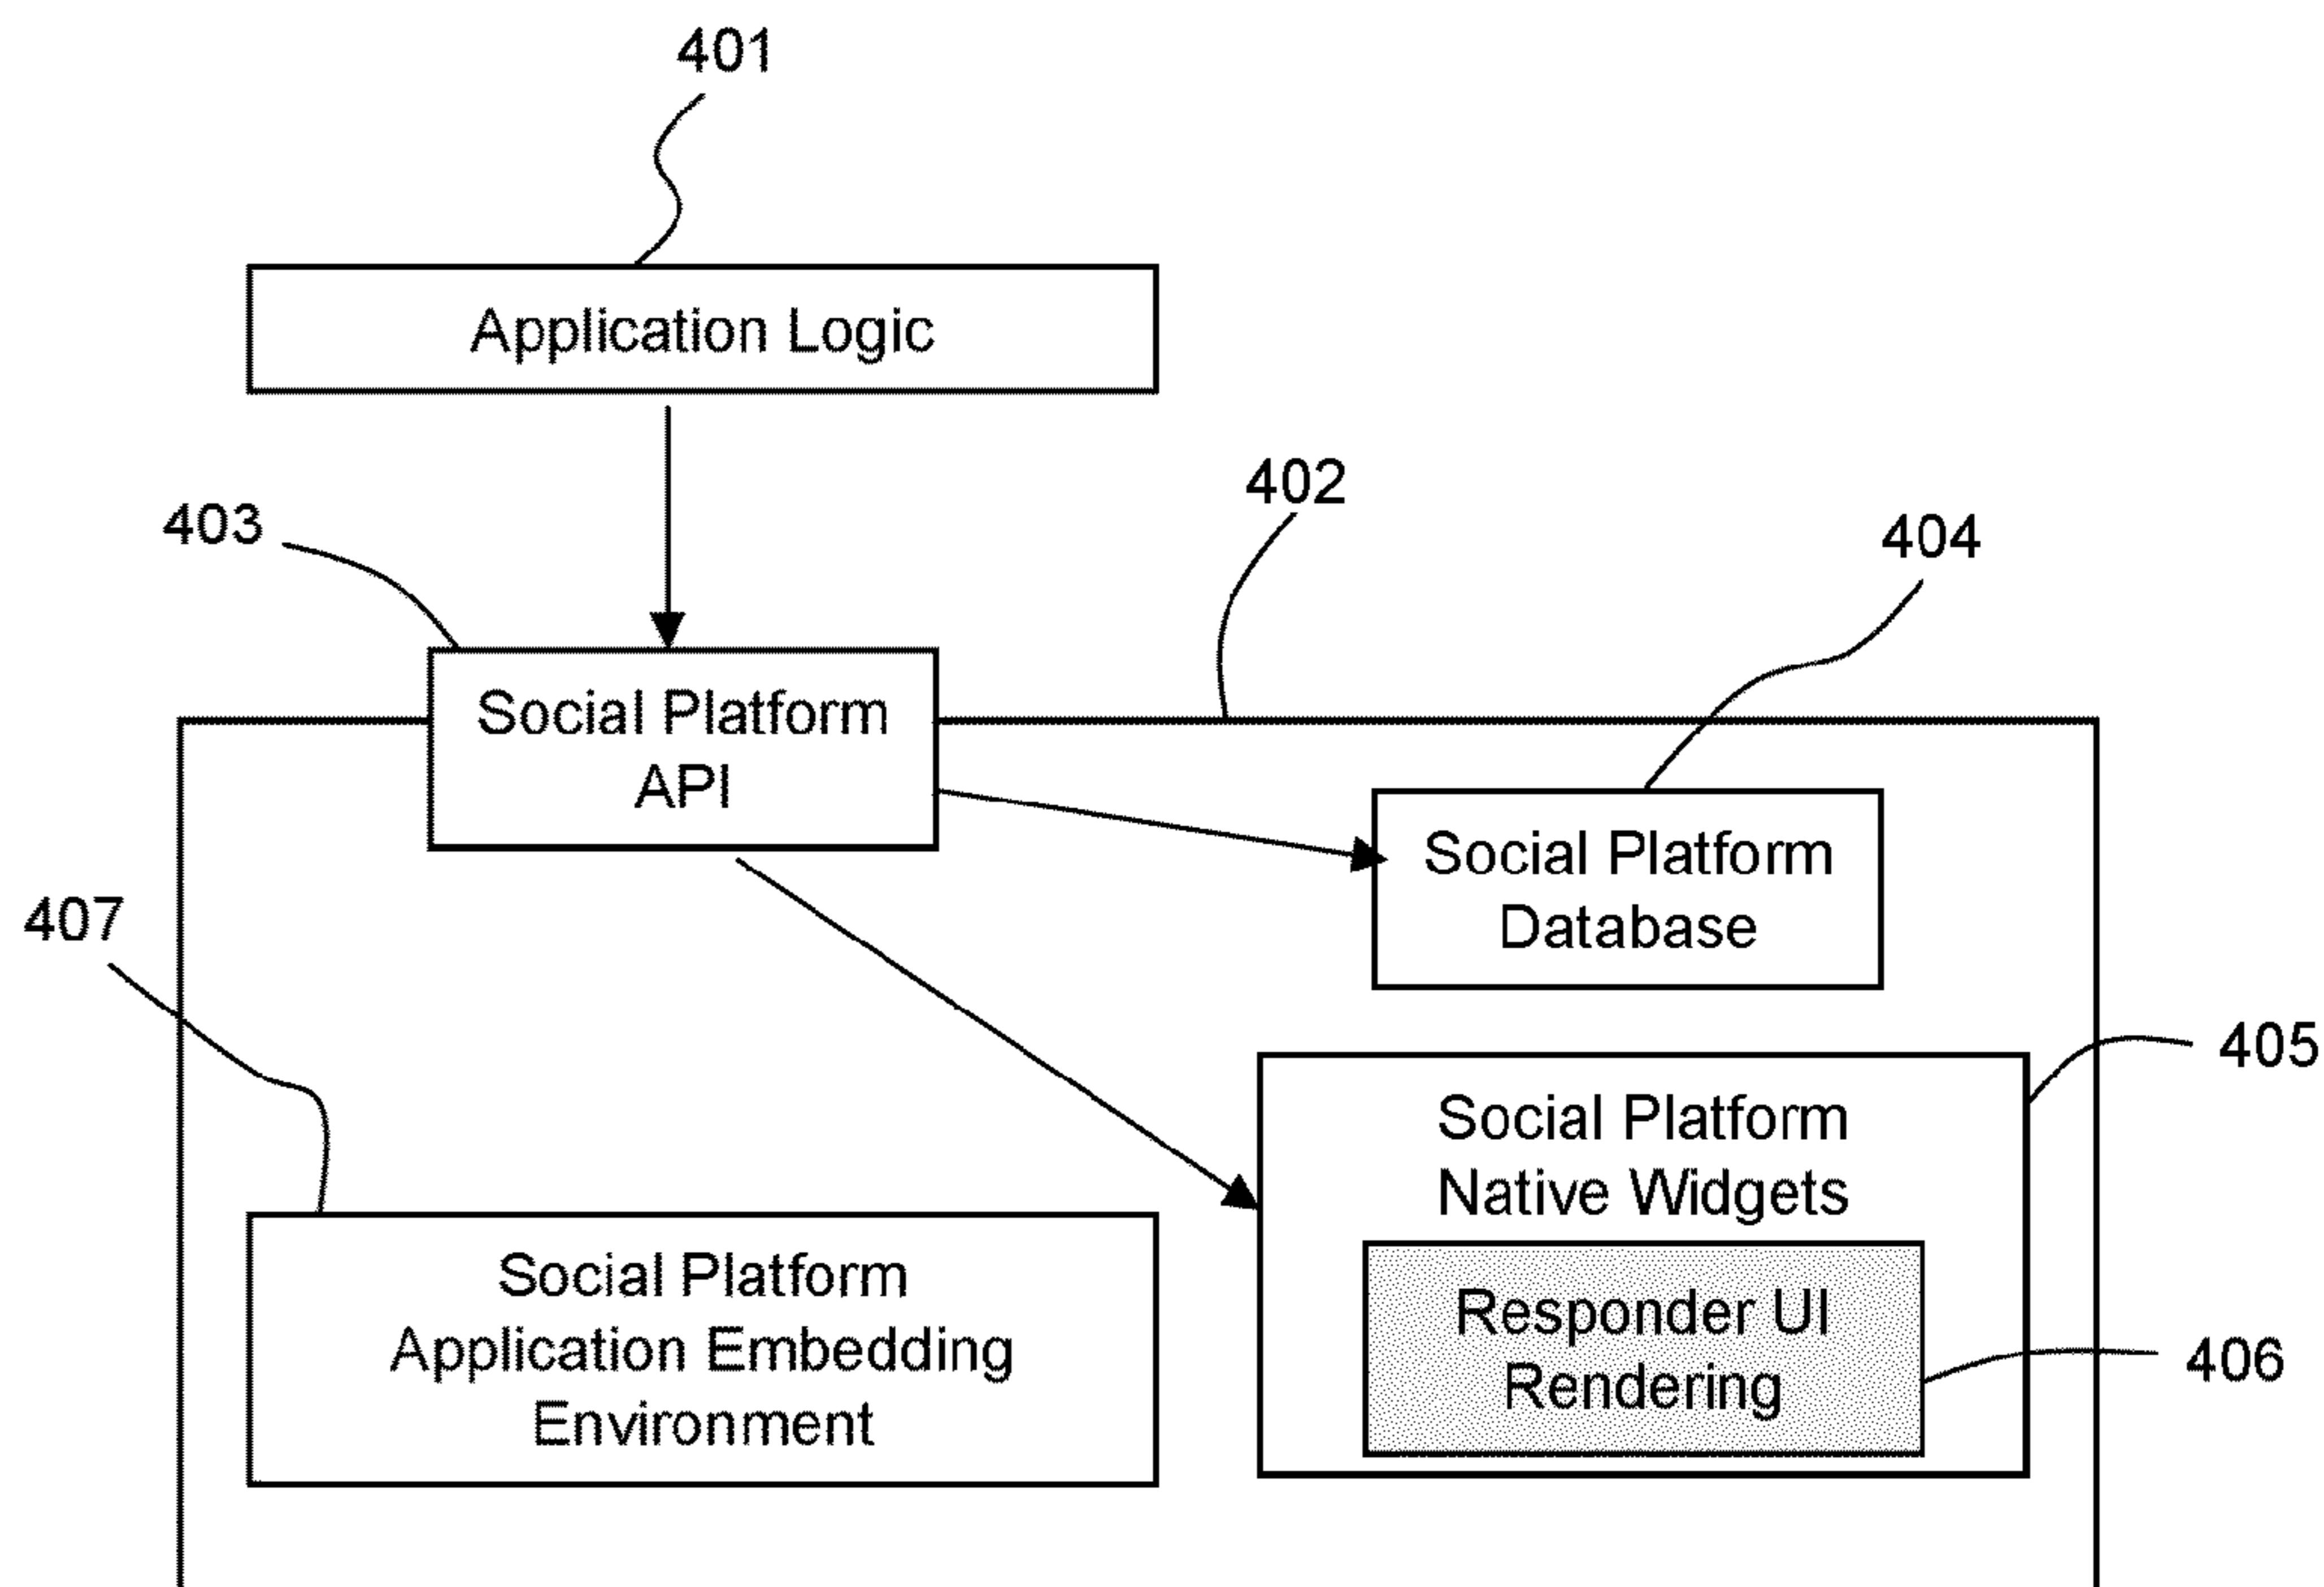 401
Application Logic
402
403
404
Social Platform
API
Social Platform
Database
407
405
Social Platform
Native Widgets
Social Platform
Application Embedding
Environment
Responder UI
Rendering
406